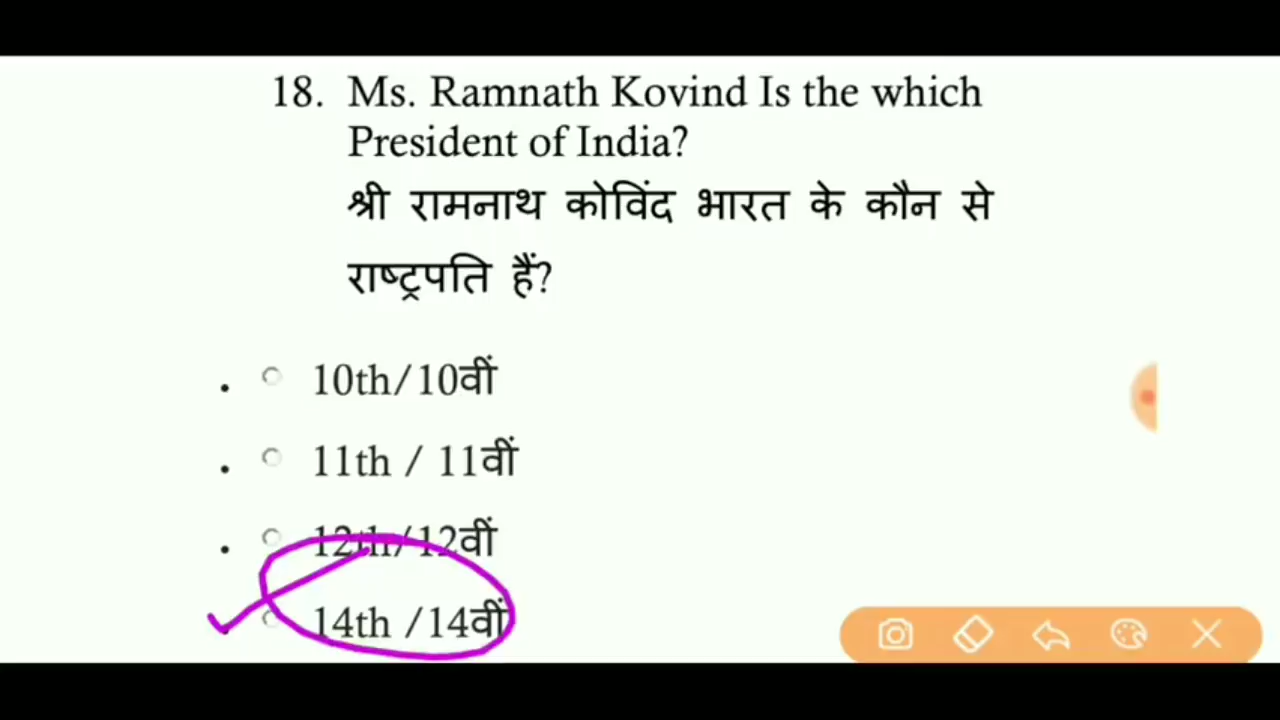 18. Ms. Ramnath Kovind Is the which
President of India?
श्री रामनाथ कोविंद भारत के कौन से
राष्ट्रपति हैं?
10th/10वीं
11th / 11वीं
12th/12वीं
14th /14वीं